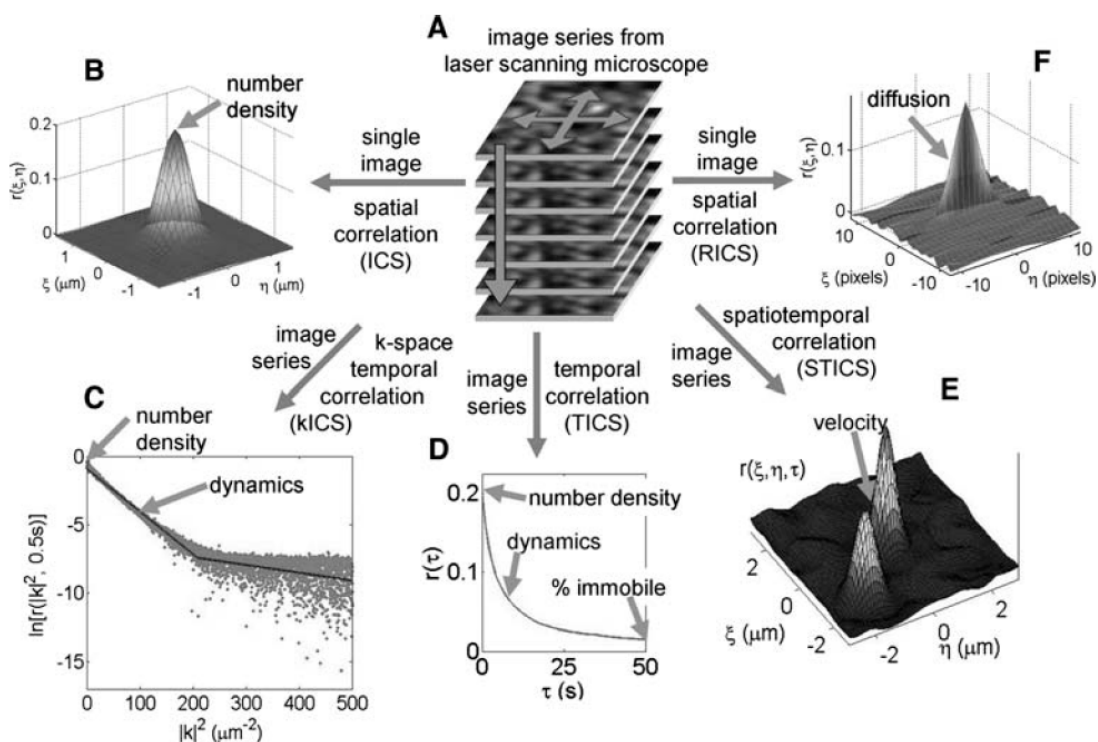 A
image series from
laser scanning microscope
B
number
density
0.2
0.1
0
r(ξ,η)
1
0
-1
ξ (μm)
-1
0
1
η (μm)
single
image
spatial
correlation
(ICS)
single
image
spatial
correlation
(RICS)
F
diffusion
0.1
0
r(ξ,η)
10
0
-10
ξ (pixels)
-10
0
10
η (pixels)
image
series
k-space
temporal
correlation
(kICS)
image
series
temporal
correlation
(TICS)
spatiotemporal
correlation
(STICS)
image
series
C
number
density
dynamics
0
-5
-10
-15
ln[r(|k|², 0.5s)]
0 100 200 300 400 500
|k|² (μm⁻²)
D
number density
dynamics
% immobile
0.2
0.1
0
r(τ)
0 25 50
τ (s)
E
velocity
r(ξ,η,τ)
2
0
-2
ξ (μm)
-2
0
2
η (μm)